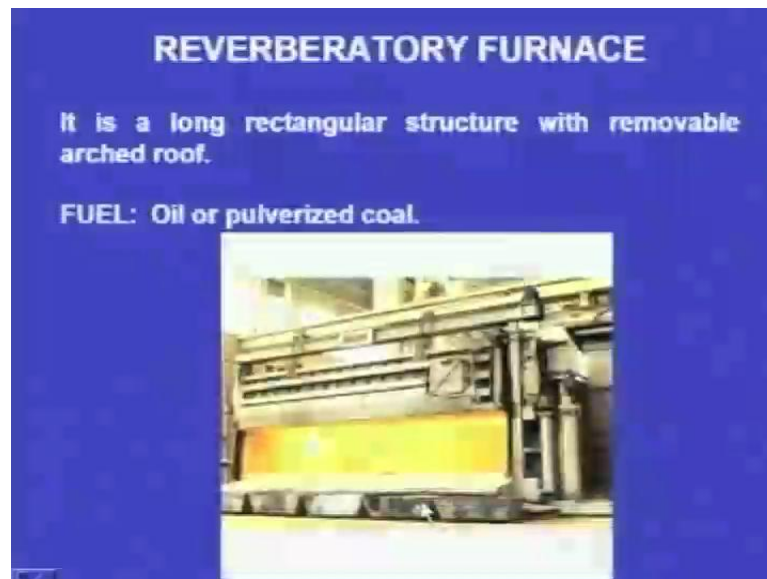 REVERBERATORY FURNACE
It is a long rectangular structure with removable
arched roof.
FUEL: Oil or pulverized coal.